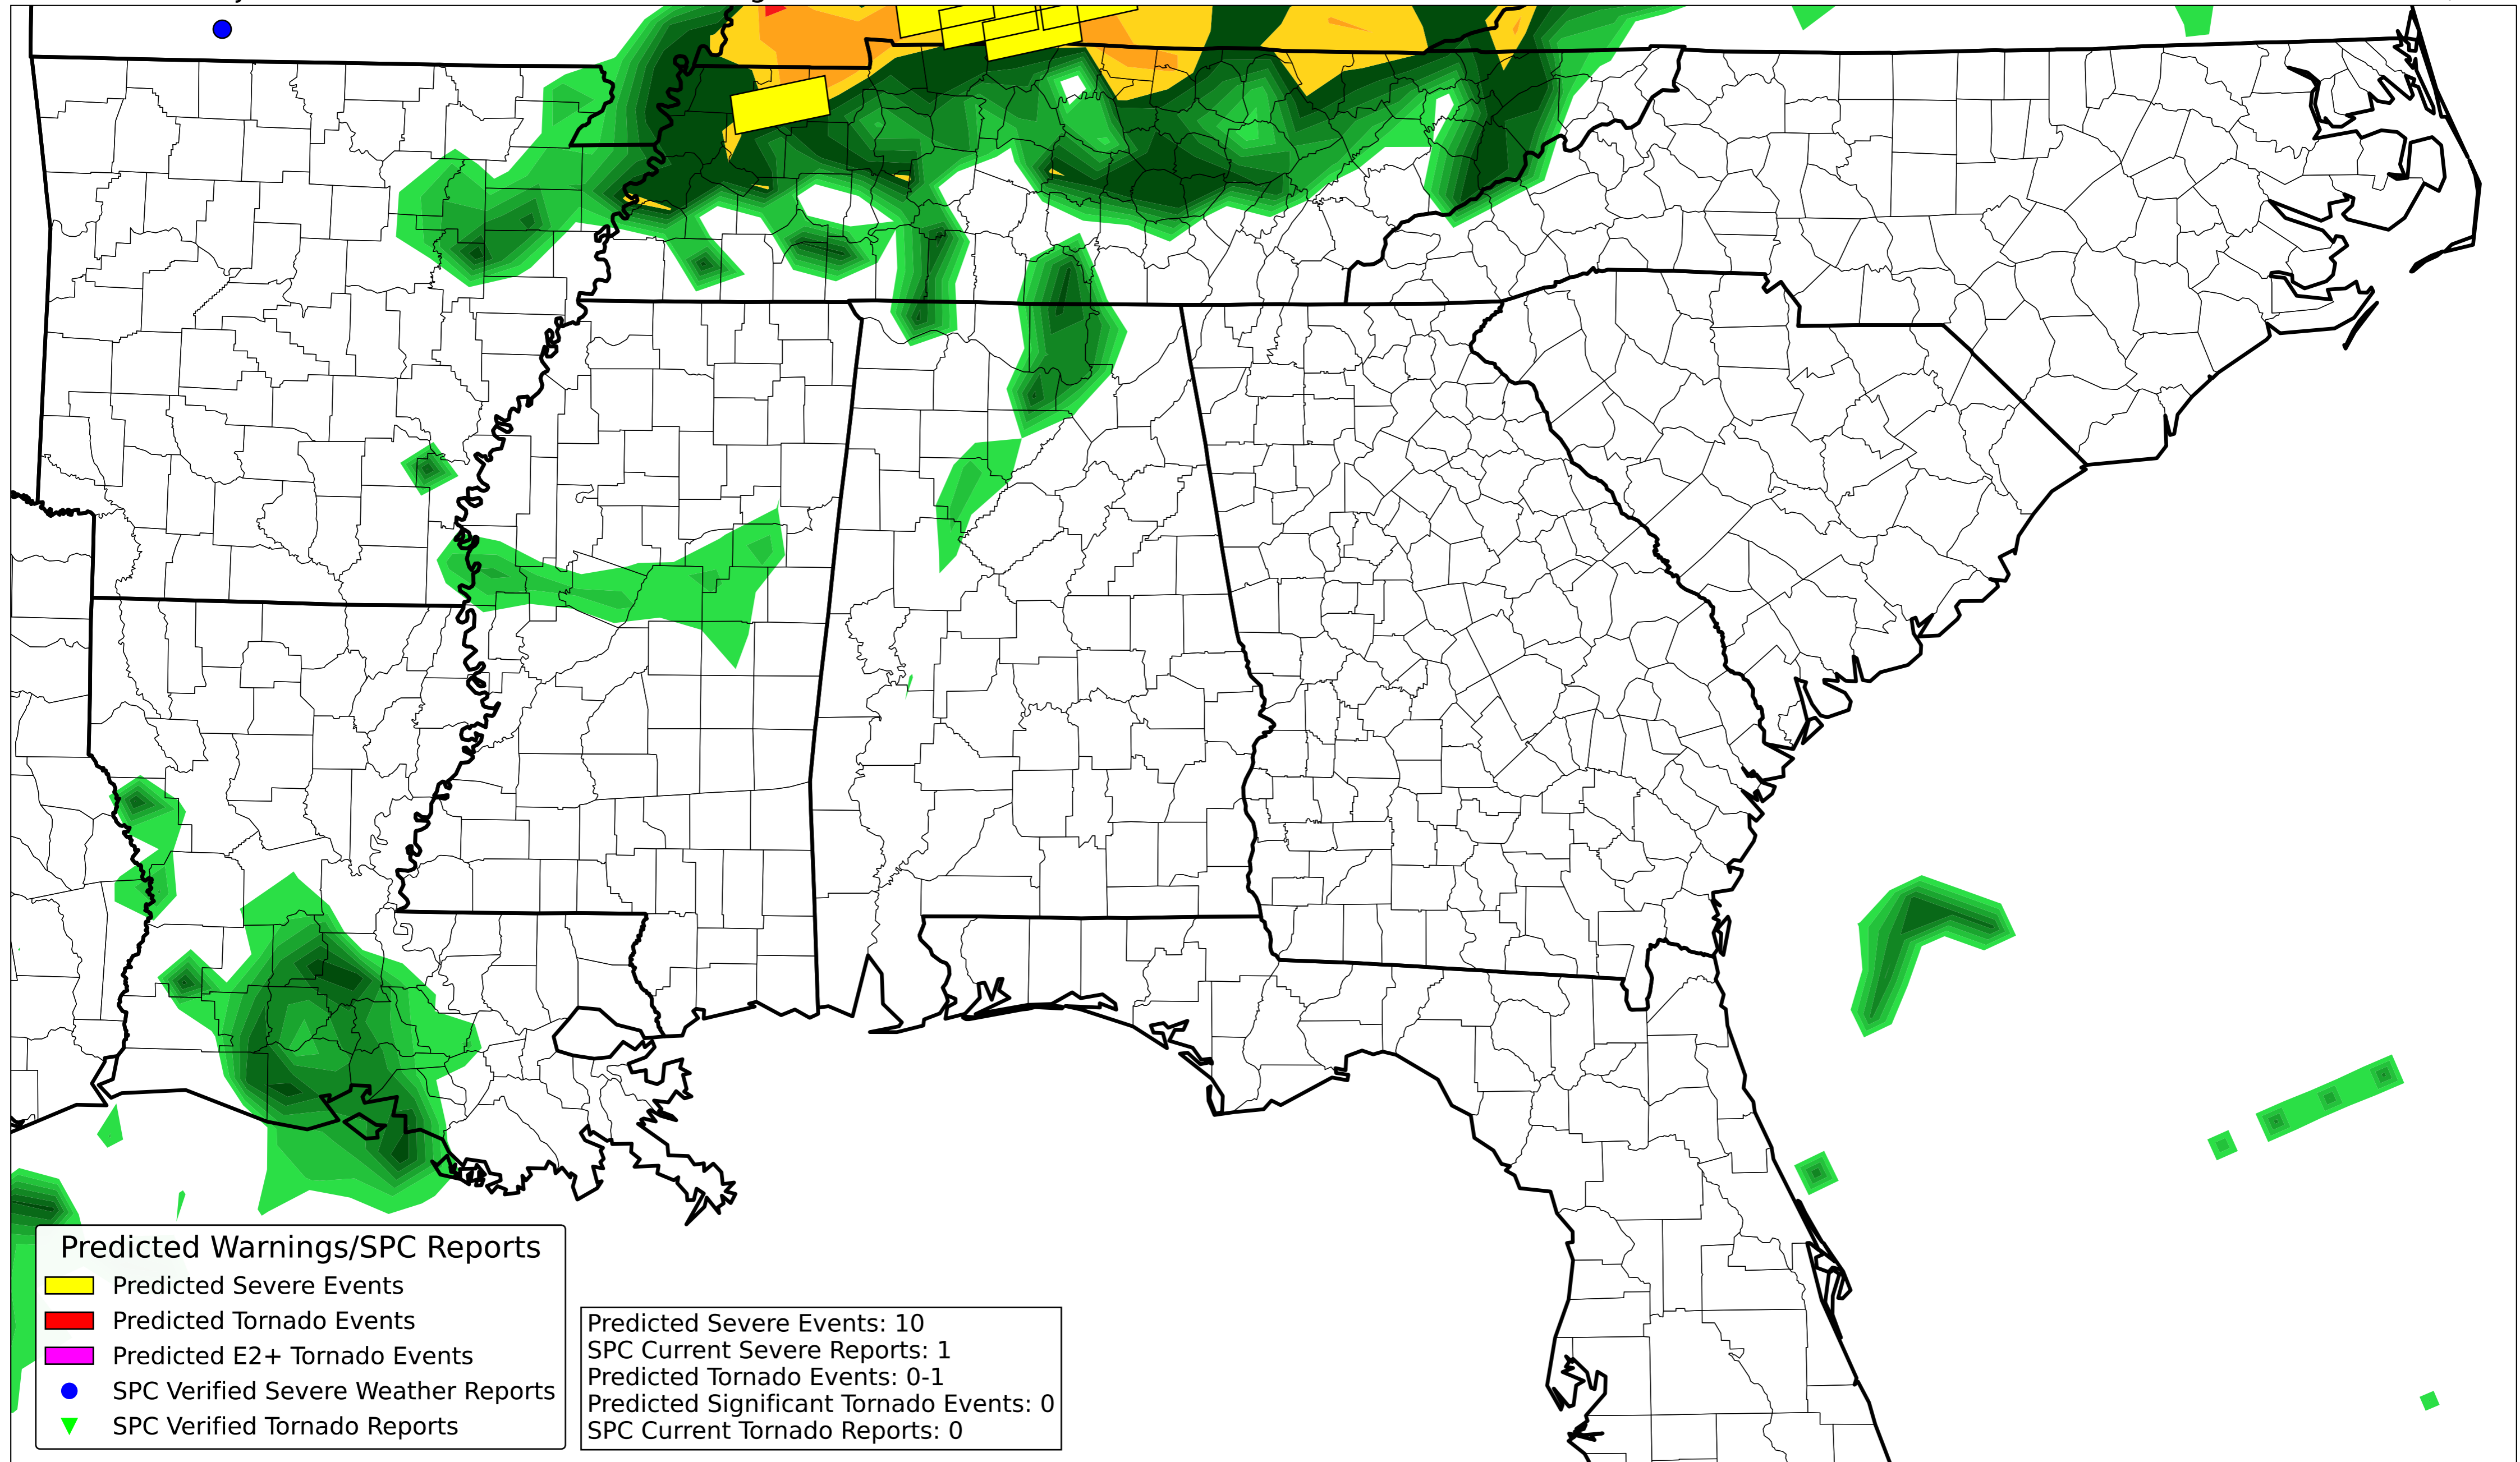 Predicted Warnings/SPC Reports
Predicted Severe Events
Predicted Tornado Events
Predicted E2+ Tornado Events
SPC Verified Severe Weather Reports
SPC Verified Tornado Reports
Predicted Severe Events: 10
SPC Current Severe Reports: 1
Predicted Tornado Events: 0-1
Predicted Significant Tornado Events: 0
SPC Current Tornado Reports: 0